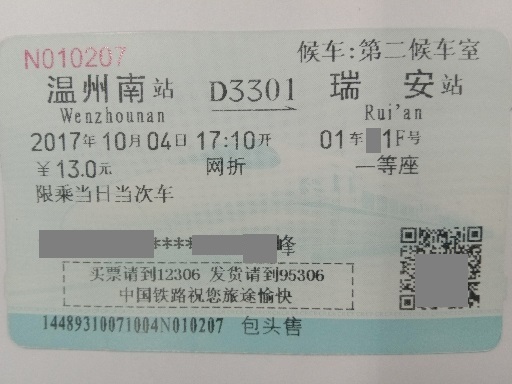 N010207 候车:第二候车室
温州南站 D3301 瑞安站
Wenzhounan Rui'an
2017年10月04日17:10开 01车 1F号
￥13.0元 网折 一等座
限乘当日当次车
**** 峰
买票请到12306 发货请到95306
中国铁路祝您旅途愉快
14489310071004N010207 包头售